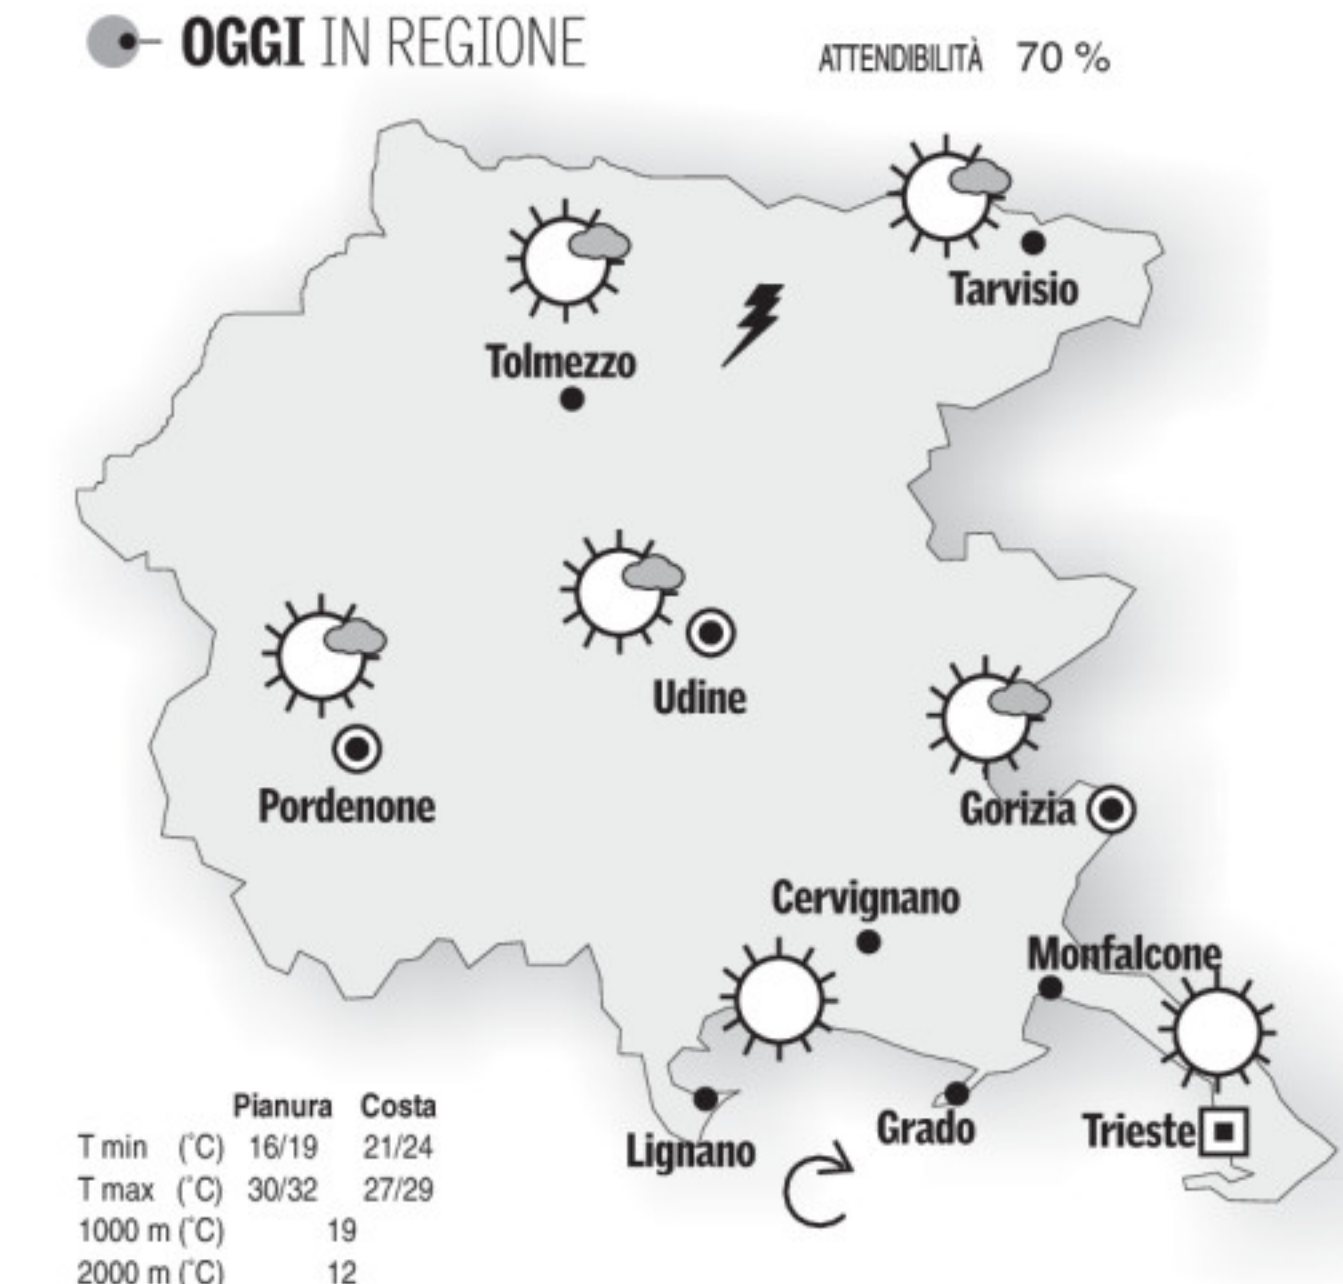 OGGI IN REGIONE
ATTENDIBILITÀ 70 %
Tarvisio
Tolmezzo
Udine
Pordenone
Gorizia
Cervignano
Monfalcone
Grado
Trieste
Lignano
Pianura Costa
T min (°C) 16/19 21/24
T max (°C) 30/32 27/29
1000 m (°C) 19
2000 m (°C) 12